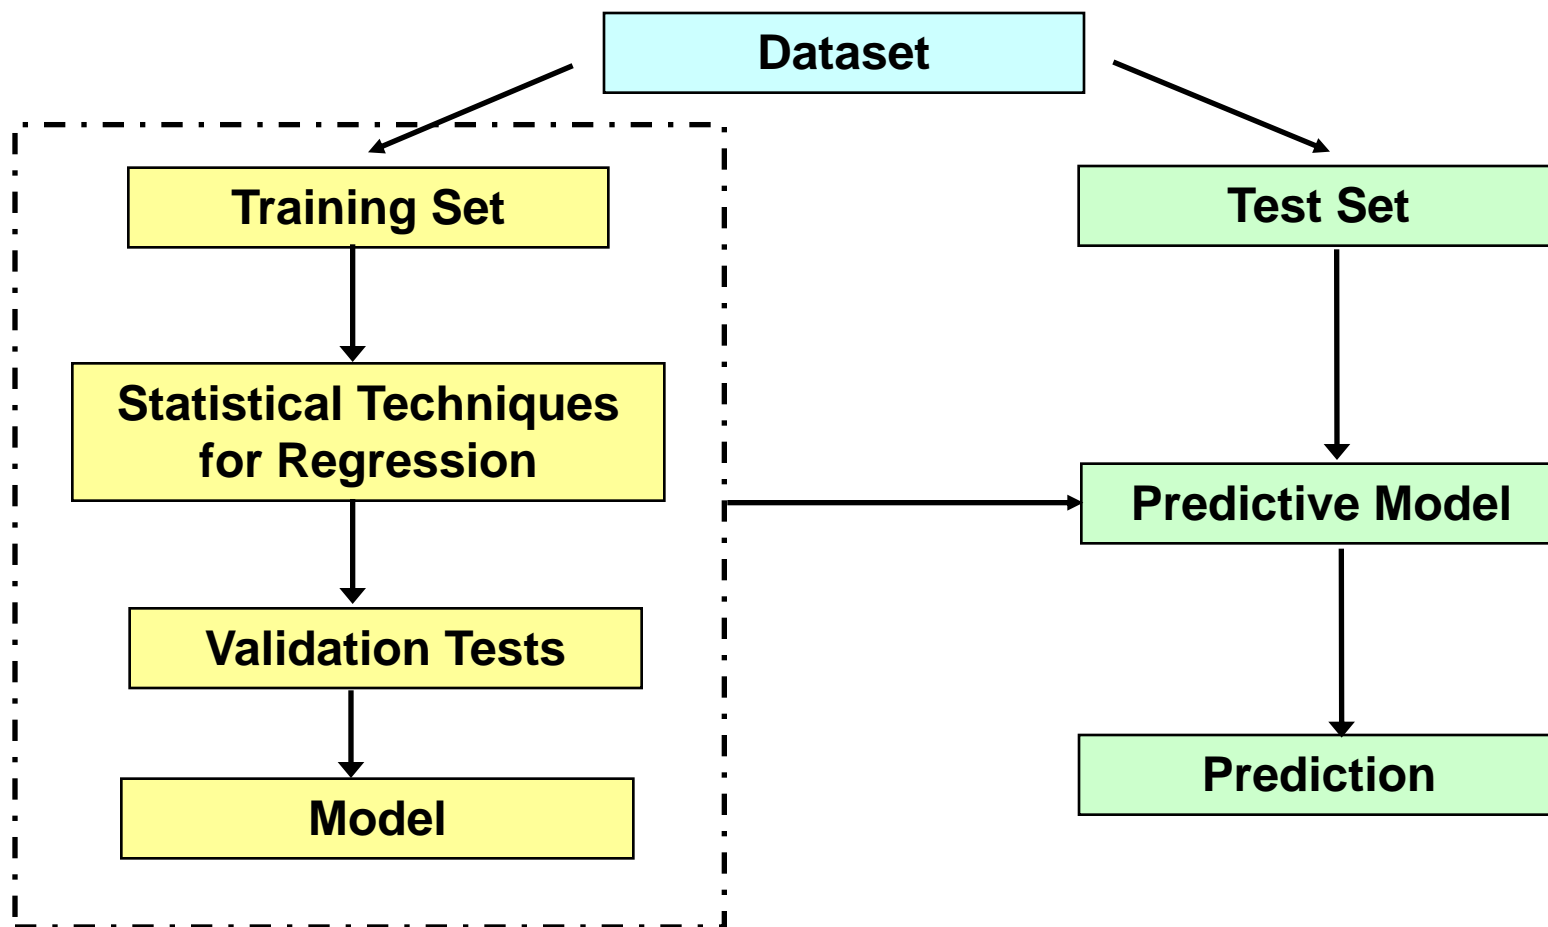 Dataset
Training Set
Test Set
Statistical Techniques
for Regression
Predictive Model
Validation Tests
Prediction
Model